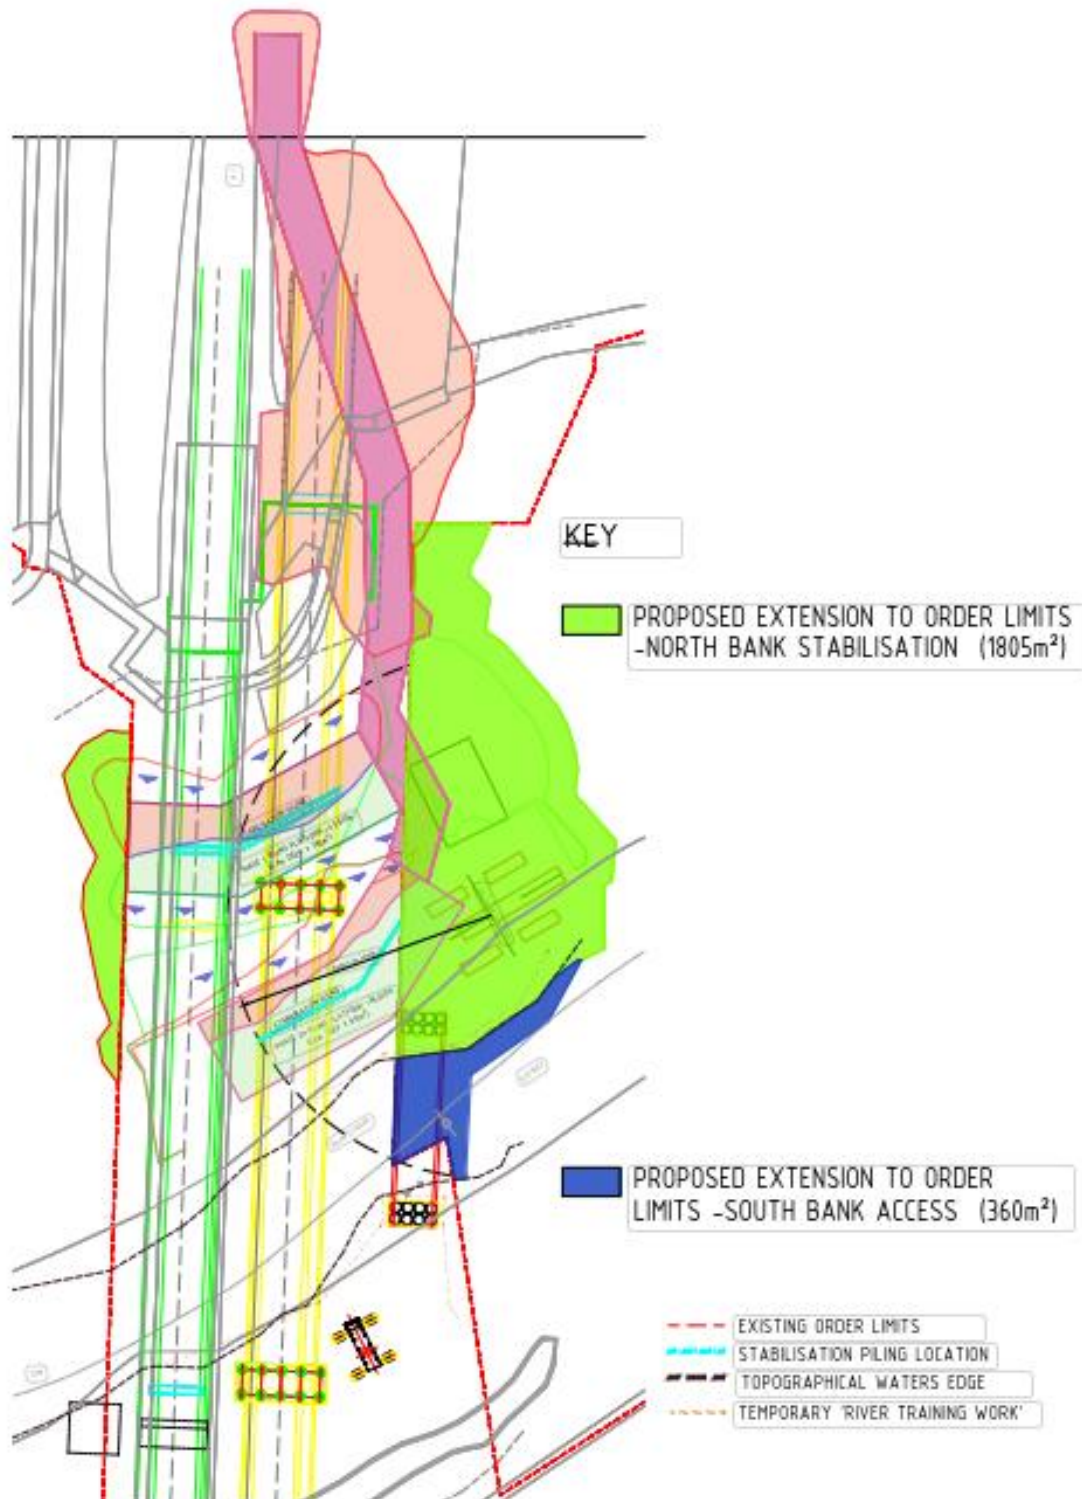 KEY
PROPOSED EXTENSION TO ORDER LIMITS
-NORTH BANK STABILISATION (1805m²)
PROPOSED EXTENSION TO ORDER
LIMITS -SOUTH BANK ACCESS (360m²)
EXISTING ORDER LIMITS
STABILISATION PILING LOCATION
TOPOGRAPHICAL WATERS EDGE
TEMPORARY 'RIVER TRAINING WORK'